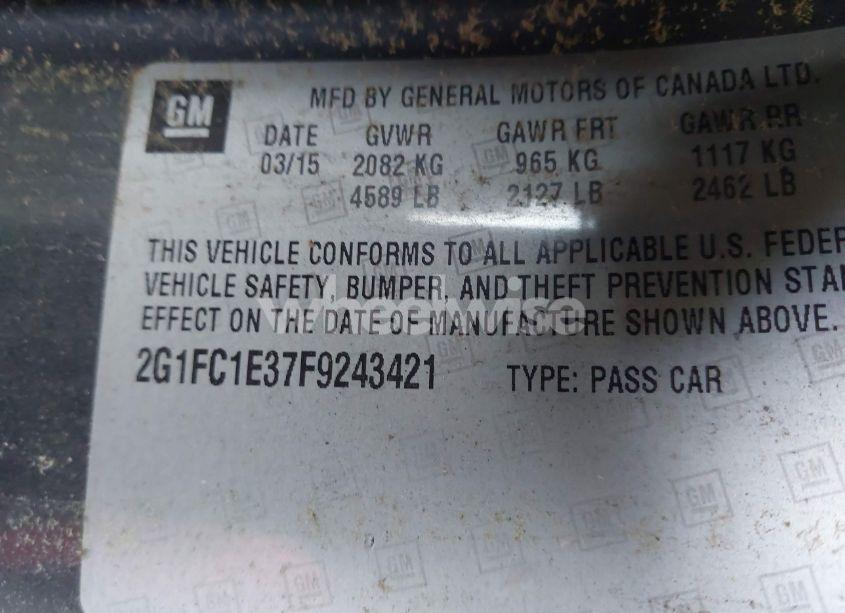 GM
MFD BY GENERAL MOTORS OF CANADA LTD.
DATE GVWR GAWR FRT GAWR RR
03/15 2082 KG 965 KG 1117 KG
4589 LB 2127 LB 2462 LB
THIS VEHICLE CONFORMS TO ALL APPLICABLE U.S. FEDER
VEHICLE SAFETY, BUMPER, AND THEFT PREVENTION STAN
EFFECT ON THE DATE OF MANUFACTURE SHOWN ABOVE.
wheelwise
2G1FC1E37F9243421 TYPE: PASS CAR